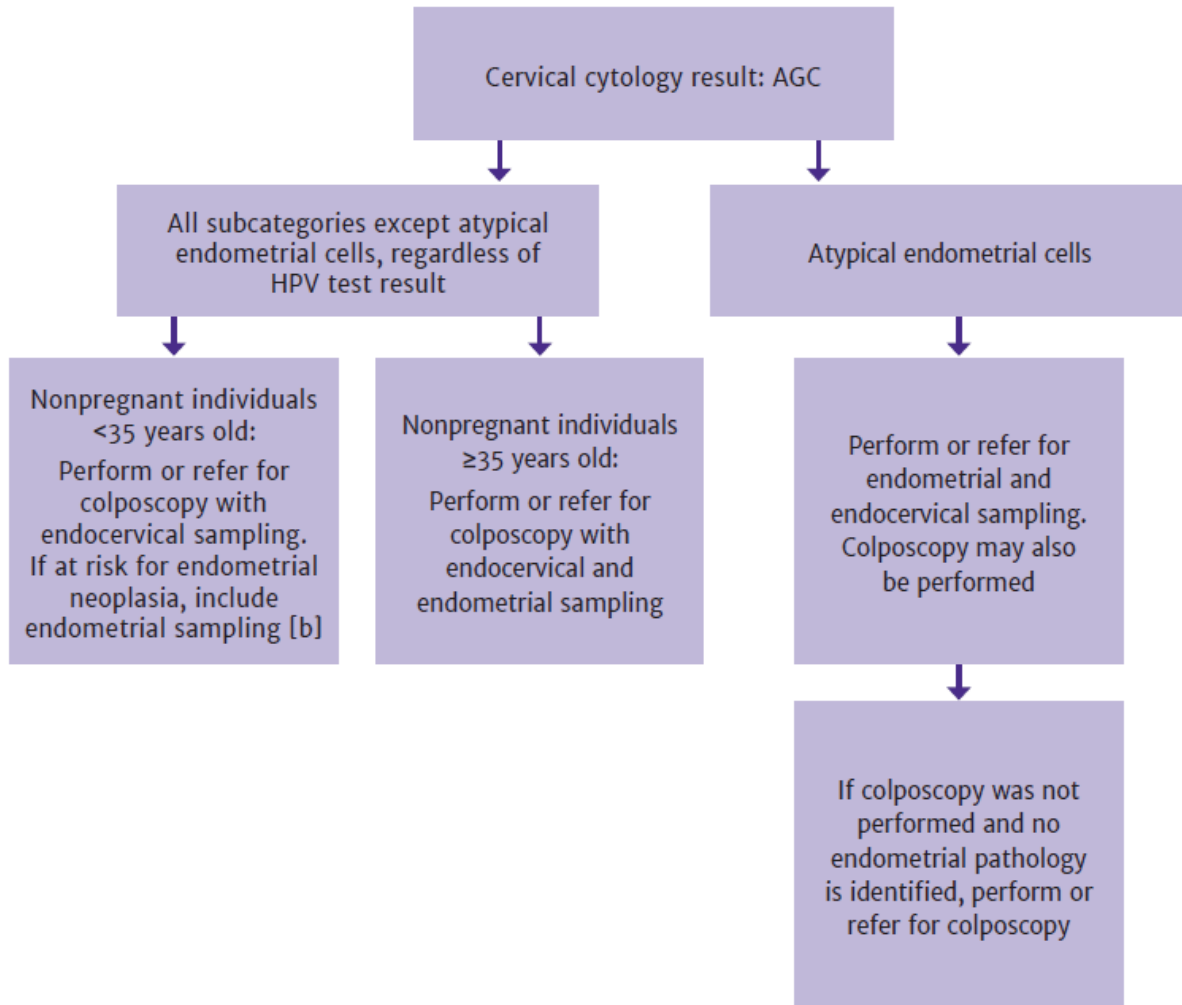 Cervical cytology result: AGC
All subcategories except atypical
endometrial cells, regardless of
HPV test result
Atypical endometrial cells
Nonpregnant individuals
<35 years old:
Perform or refer for
colposcopy with
endocervical sampling.
If at risk for endometrial
neoplasia, include
endometrial sampling [b]
Nonpregnant individuals
≥35 years old:
Perform or refer for
colposcopy with
endocervical and
endometrial sampling
Perform or refer for
endometrial and
endocervical sampling.
Colposcopy may also
be performed
If colposcopy was not
performed and no
endometrial pathology
is identified, perform or
refer for colposcopy